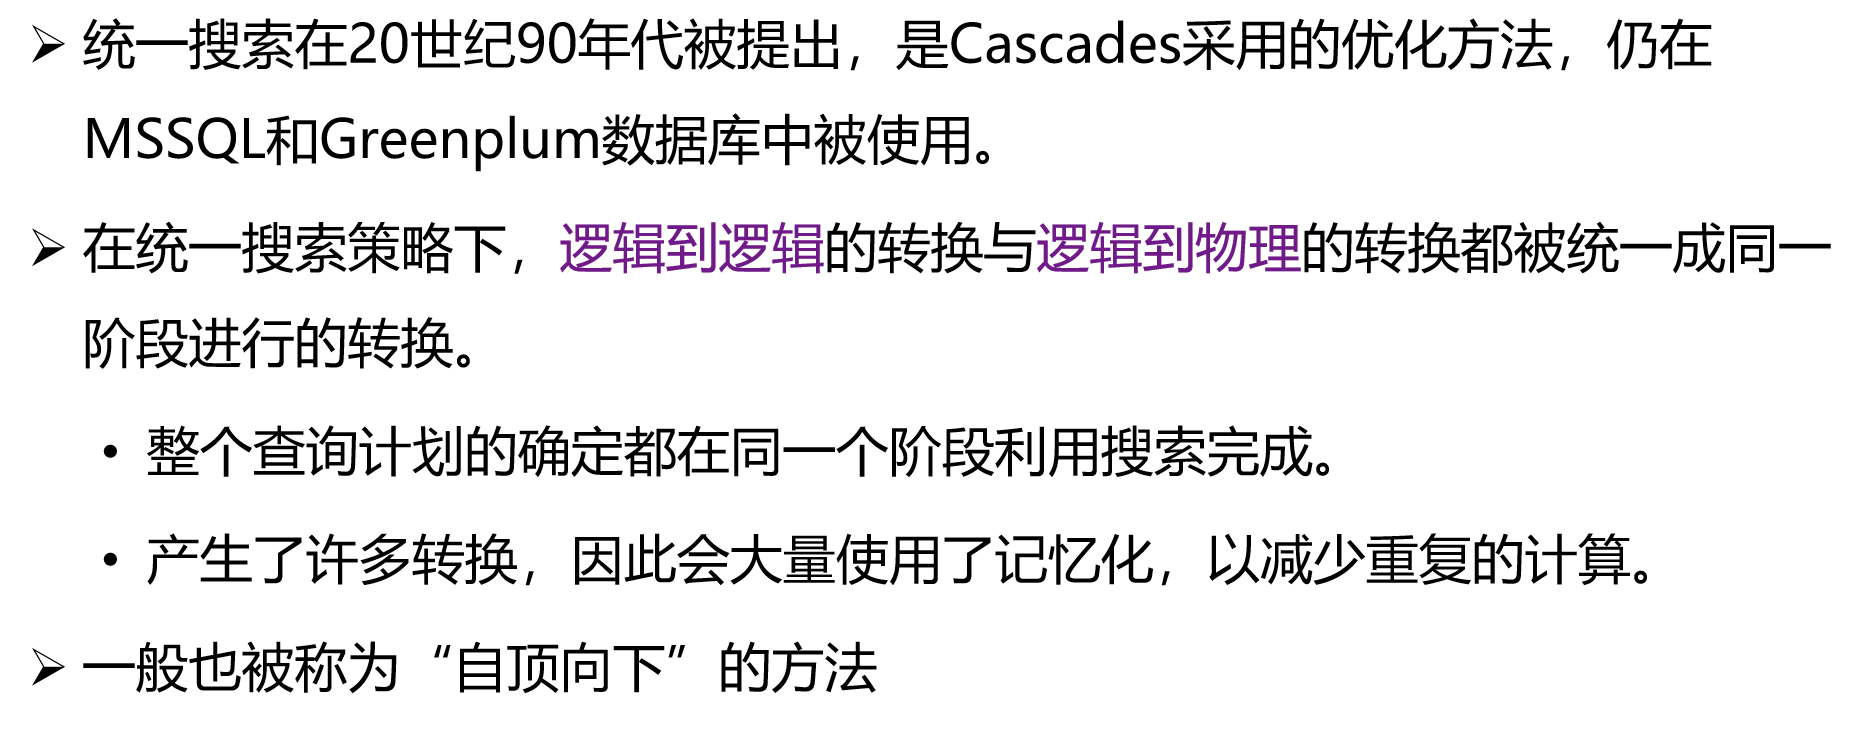 ➢ 统一搜索在20世纪90年代被提出，是Cascades采用的优化方法，仍在
MSSQL和Greenplum数据库中被使用。
➢ 在统一搜索策略下，逻辑到逻辑的转换与逻辑到物理的转换都被统一成同一
阶段进行的转换。
• 整个查询计划的确定都在同一个阶段利用搜索完成。
• 产生了许多转换，因此会大量使用了记忆化，以减少重复的计算。
➢ 一般也被称为“自顶向下”的方法